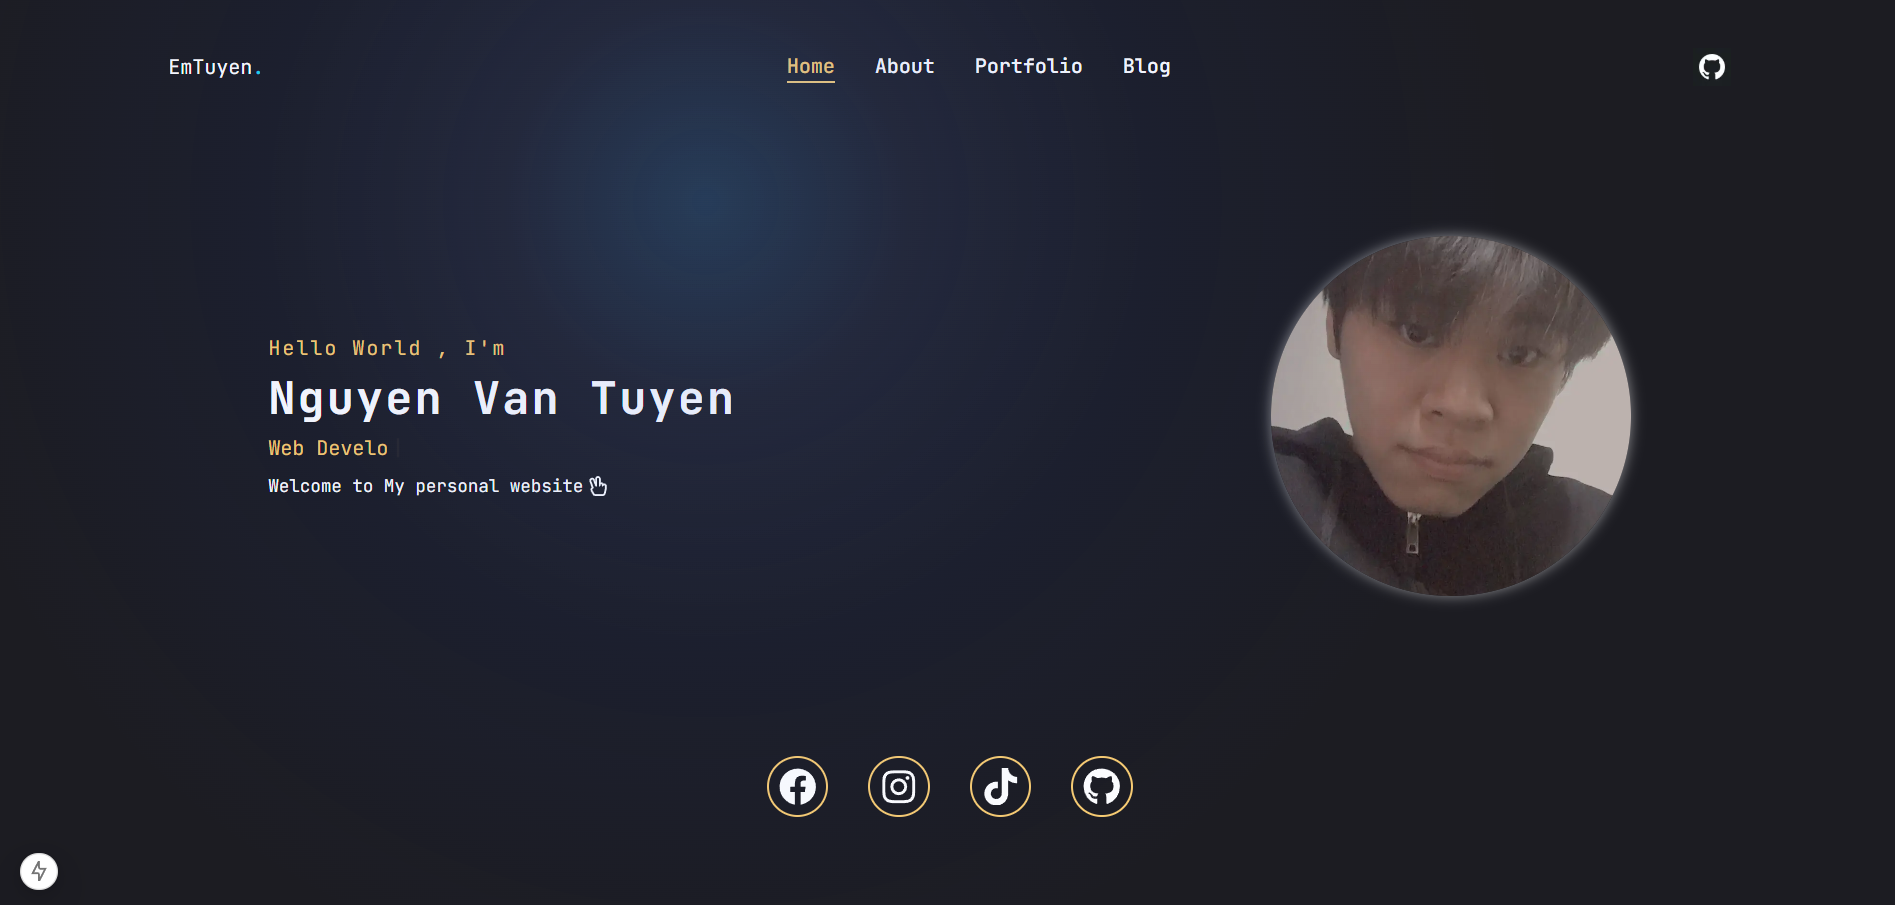 EmTuyen.
Home About Portfolio Blog
Hello World , I'm
Nguyen Van Tuyen
Web Develo
Welcome to My personal website